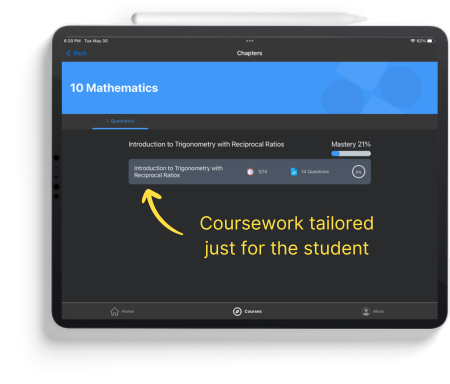 6:20 PM Tue May 30
62%
Back
Chapters
10 Mathematics
1 Quadratics
Introduction to Trigonometry with Reciprocal Ratios
Mastery 21%
Introduction to Trigonometry with
Reciprocal Ratios
0/14
14 Questions
0%
Coursework tailored
just for the student
Home
Courses
More